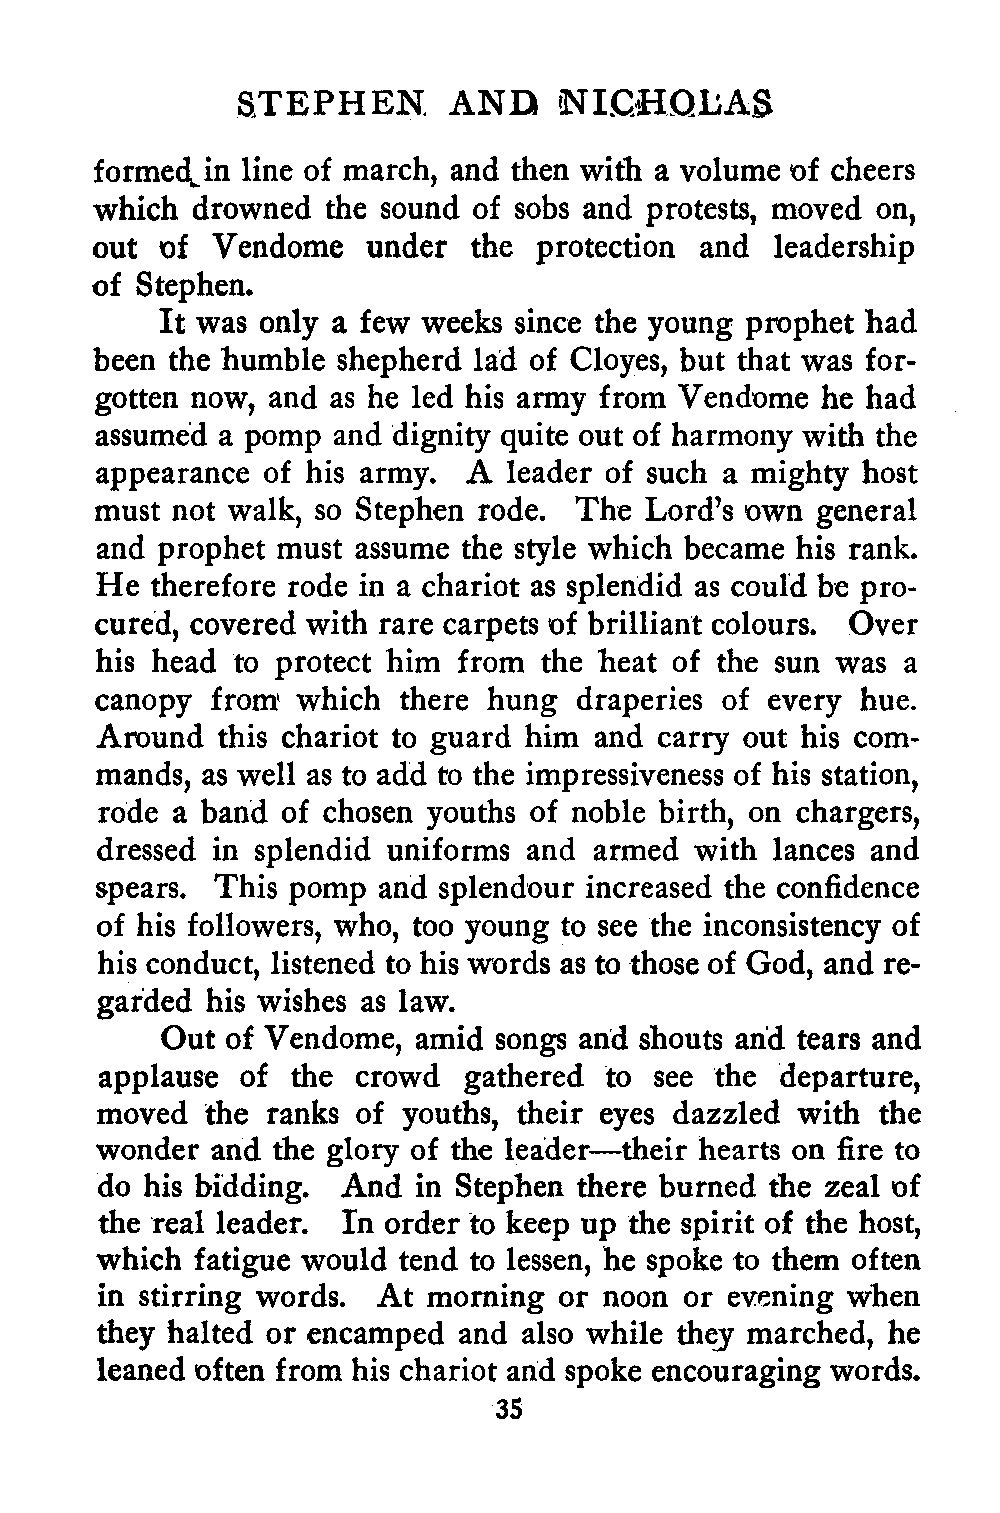 STEPHEN AND NICHOLAS
formed in line of march, and then with a volume of cheers
which drowned the sound of sobs and protests, moved on,
out of Vendome under the protection and leadership
of Stephen.
It was only a few weeks since the young prophet had
been the humble shepherd lad of Cloyes, but that was for-
gotten now, and as he led his army from Vendome he had
assumed a pomp and dignity quite out of harmony with the
appearance of his army. A leader of such a mighty host
must not walk, so Stephen rode. The Lord's own general
and prophet must assume the style which became his rank.
He therefore rode in a chariot as splendid as could be pro-
cured, covered with rare carpets of brilliant colours. Over
his head to protect him from the heat of the sun was a
canopy from which there hung draperies of every hue.
Around this chariot to guard him and carry out his com-
mands, as well as to add to the impressiveness of his station,
rode a band of chosen youths of noble birth, on chargers,
dressed in splendid uniforms and armed with lances and
spears. This pomp and splendour increased the confidence
of his followers, who, too young to see the inconsistency of
his conduct, listened to his words as to those of God, and re-
garded his wishes as law.
Out of Vendome, amid songs and shouts and tears and
applause of the crowd gathered to see the departure,
moved the ranks of youths, their eyes dazzled with the
wonder and the glory of the leader—their hearts on fire to
do his bidding. And in Stephen there burned the zeal of
the real leader. In order to keep up the spirit of the host,
which fatigue would tend to lessen, he spoke to them often
in stirring words. At morning or noon or evening when
they halted or encamped and also while they marched, he
leaned often from his chariot and spoke encouraging words.
35